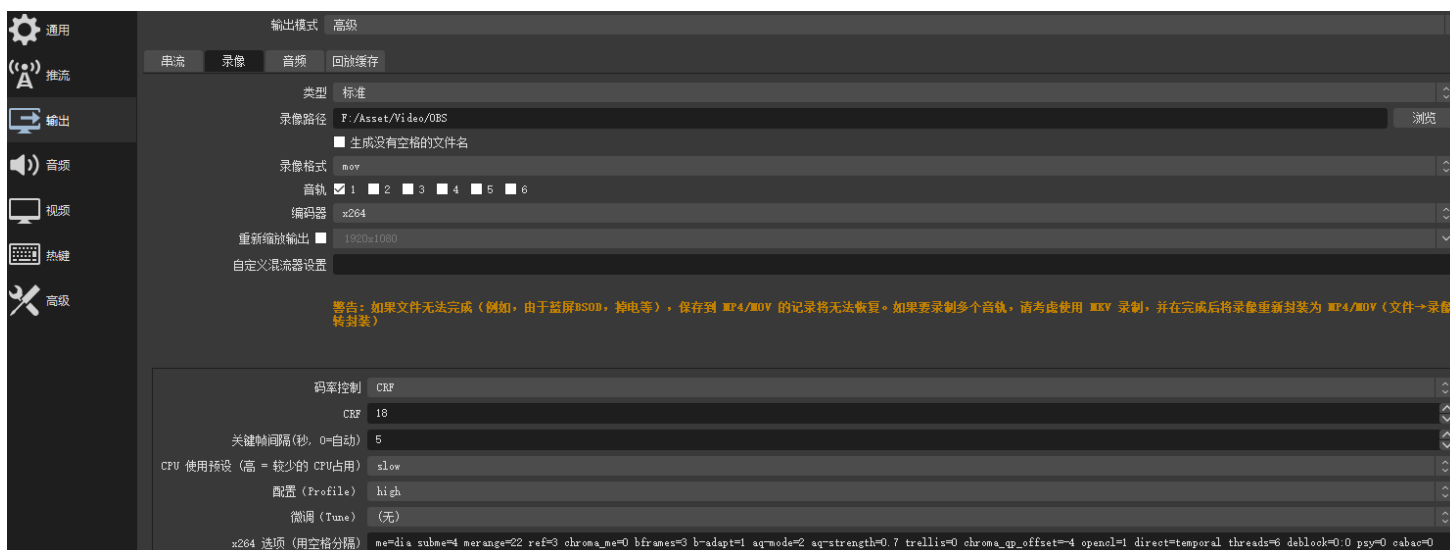 通用
推流
输出
音频
视频
热键
高级
输出模式 高级
串流 录像 音频 回放缓存
类型 标准
录像路径 F:/Asset/Video/OBS 浏览
生成没有空格的文件名
录像格式 mov
音轨 1 2 3 4 5 6
编码器 x264
重新缩放输出 1920x1080
自定义混流器设置
警告：如果文件无法完成（例如，由于蓝屏BSOD，掉电等），保存到 MP4/MOV 的记录将无法恢复。如果要录制多个音轨，请考虑使用 MKV 录制，并在完成后将录像重新封装为 MP4/MOV（文件→录像
转封装）
码率控制 CRF
CRF 18
关键帧间隔(秒, 0=自动) 5
CPU 使用预设（高 = 较少的 CPU占用） slow
配置（Profile） high
微调（Tune） （无）
x264 选项（用空格分隔） me=dia subme=4 merange=22 ref=3 chroma_me=0 bframes=3 b-adapt=1 aq-mode=2 aq-strength=0.7 trellis=0 chroma_qp_offset=-4 opencl=1 direct=temporal threads=6 deblock=0:0 psy=0 cabac=0